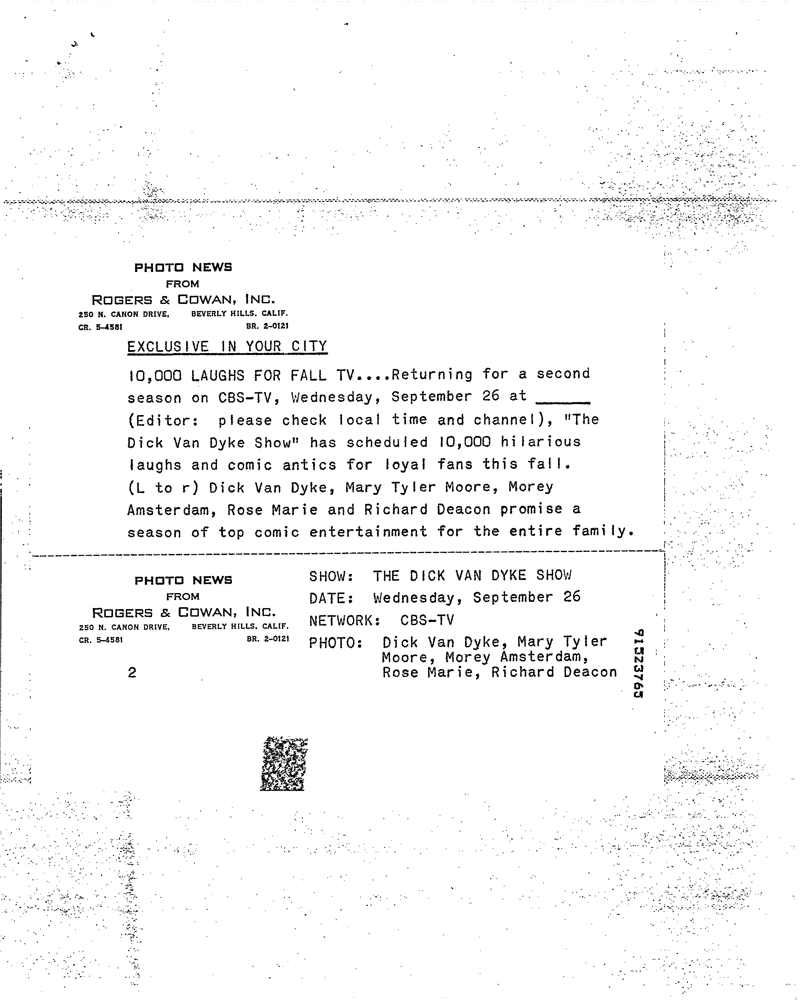 PHOTO NEWS
FROM
ROGERS & COWAN, INC.
250 N. CANON DRIVE, BEVERLY HILLS, CALIF.
CR. 5-4581 BR. 2-0121
EXCLUSIVE IN YOUR CITY
10,000 LAUGHS FOR FALL TV....Returning for a second
season on CBS-TV, Wednesday, September 26 at ______
(Editor: please check local time and channel), "The
Dick Van Dyke Show" has scheduled 10,000 hilarious
laughs and comic antics for loyal fans this fall.
(L to r) Dick Van Dyke, Mary Tyler Moore, Morey
Amsterdam, Rose Marie and Richard Deacon promise a
season of top comic entertainment for the entire family.
PHOTO NEWS
FROM
ROGERS & COWAN, INC.
250 N. CANON DRIVE, BEVERLY HILLS, CALIF.
CR. 5-4581 BR. 2-0121
2
SHOW: THE DICK VAN DYKE SHOW
DATE: Wednesday, September 26
NETWORK: CBS-TV
PHOTO: Dick Van Dyke, Mary Tyler
Moore, Morey Amsterdam,
Rose Marie, Richard Deacon
91523765